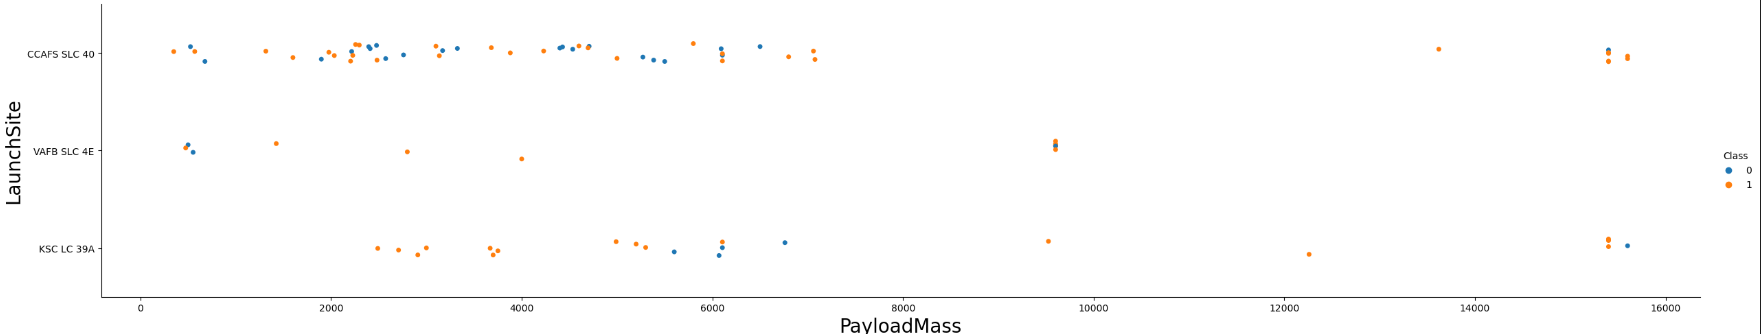 LaunchSite
CCAFS SLC 40
VAFB SLC 4E
KSC LC 39A
0 2000 4000 6000 8000 10000 12000 14000 16000
PayloadMass
Class
0
1